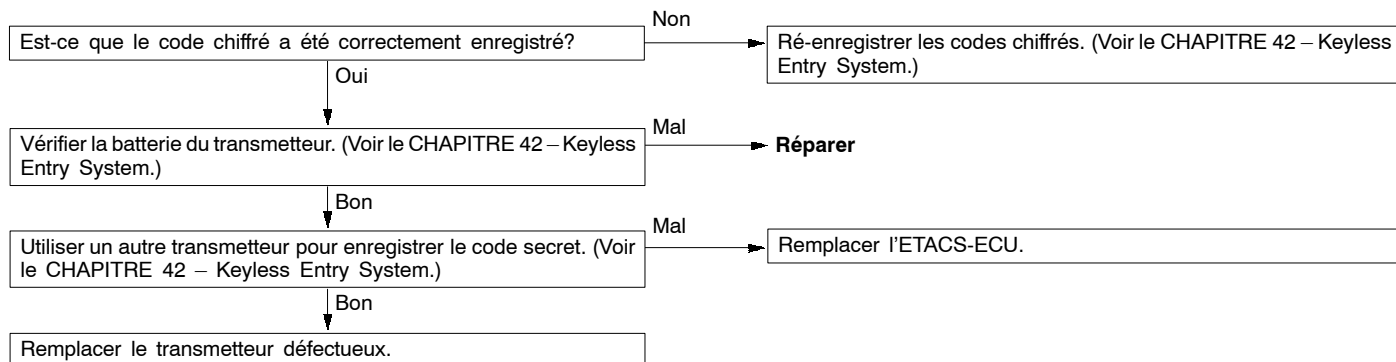 Non
Est-ce que le code chiffré a été correctement enregistré?
Ré-enregistrer les codes chiffrés. (Voir le CHAPITRE 42 – Keyless
Entry System.)
Oui
Vérifier la batterie du transmetteur. (Voir le CHAPITRE 42 – Keyless
Entry System.)
Mal
Réparer
Bon
Utiliser un autre transmetteur pour enregistrer le code secret. (Voir
le CHAPITRE 42 – Keyless Entry System.)
Mal
Remplacer l'ETACS-ECU.
Bon
Remplacer le transmetteur défectueux.